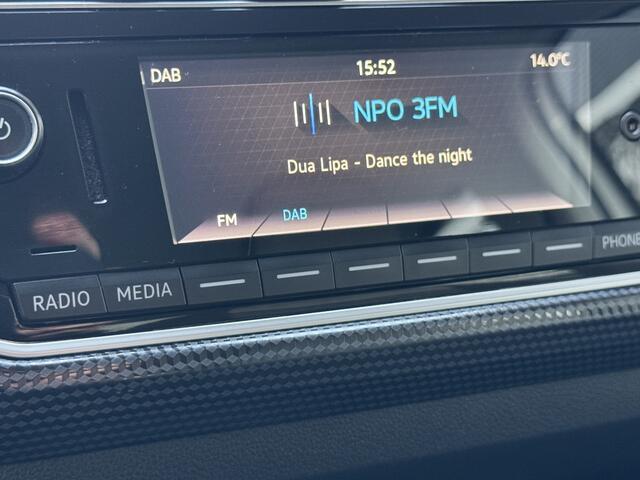 DAB 15:52 14.0°C
NPO 3FM
Dua Lipa - Dance the night
FM DAB
RADIO MEDIA PHONE